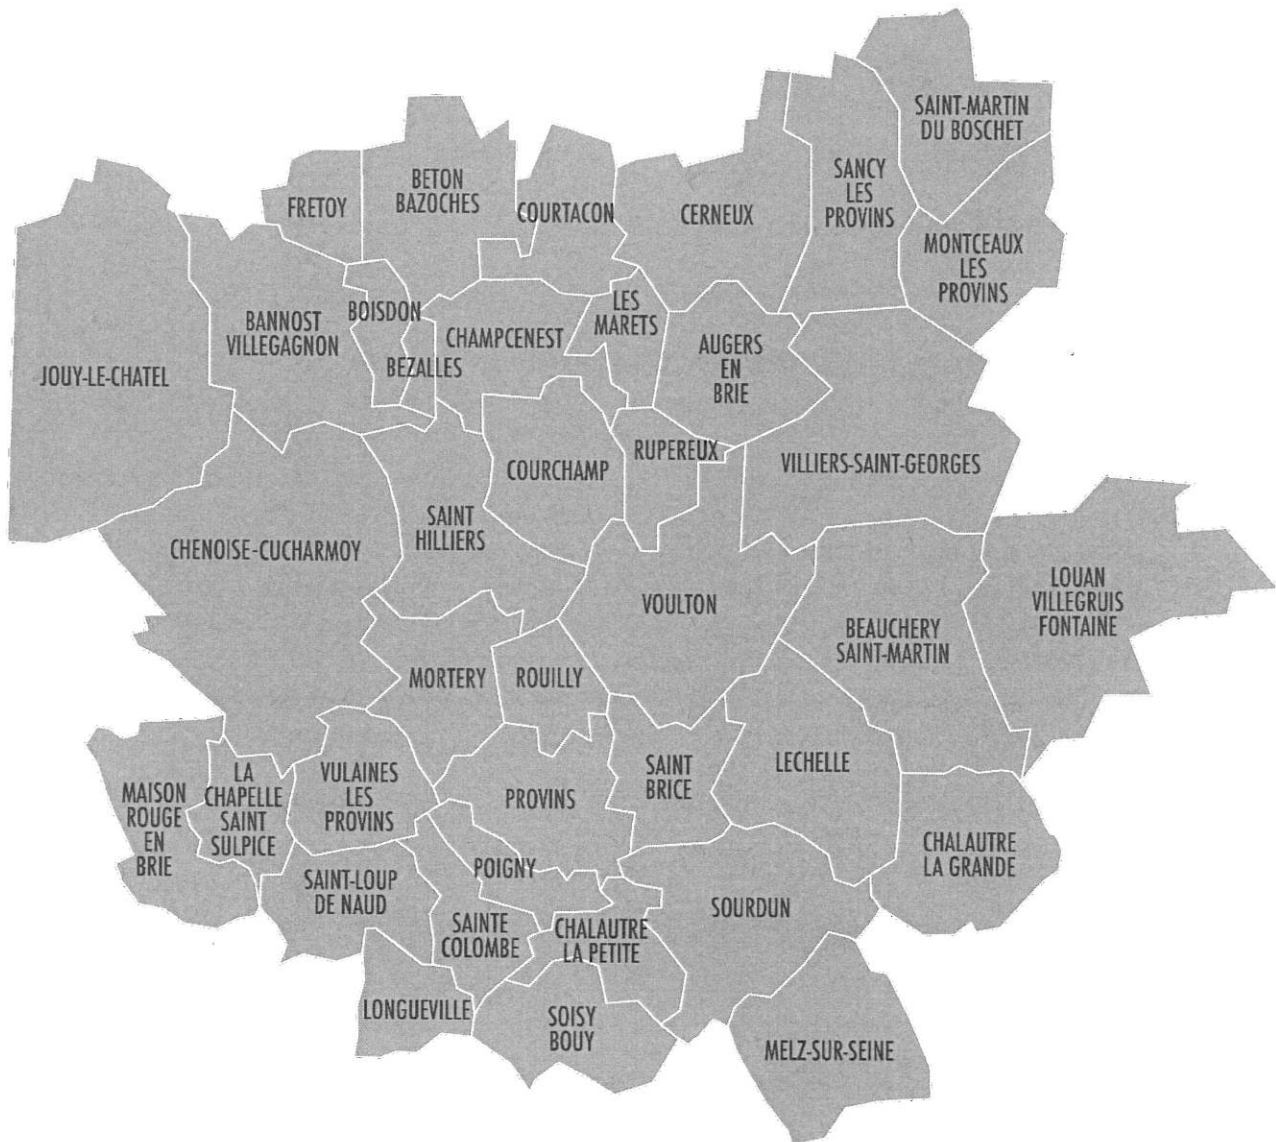 SAINT-MARTIN
DU BOSCHET
SANCY
LES
PROVINS
BETON
BAZOCHES
FRETOY
COURTACON
CERNEUX
MONTCEAUX
LES
PROVINS
BOISDON
BANNOST
VILLEGAGNON
LES
MARETS
CHAMPCENEST
AUGERS
EN
BRIE
BEZALLES
JOUY-LE-CHATEL
RUPEREUX
COURCHAMP
VILLIERS-SAINT-GEORGES
SAINT
HILLIERS
CHENOISE-CUCHARMOY
LOUAN
VILLEGRUIS
FONTAINE
VOULTON
BEAUCHERY
SAINT-MARTIN
MORTERY
ROUILLY
LECHELLE
SAINT
BRICE
LA
CHAPELLE
SAINT
SULPICE
VULAINES
LES
PROVINS
MAISON
ROUGE
EN
BRIE
PROVINS
CHALAUTRE
LA GRANDE
POIGNY
SAINT-LOUP
DE NAUD
SOURDUN
SAINTE
COLOMBE
CHALAUTRE
LA PETITE
LONGUEVILLE
SOISY
BOUY
MELZ-SUR-SEINE